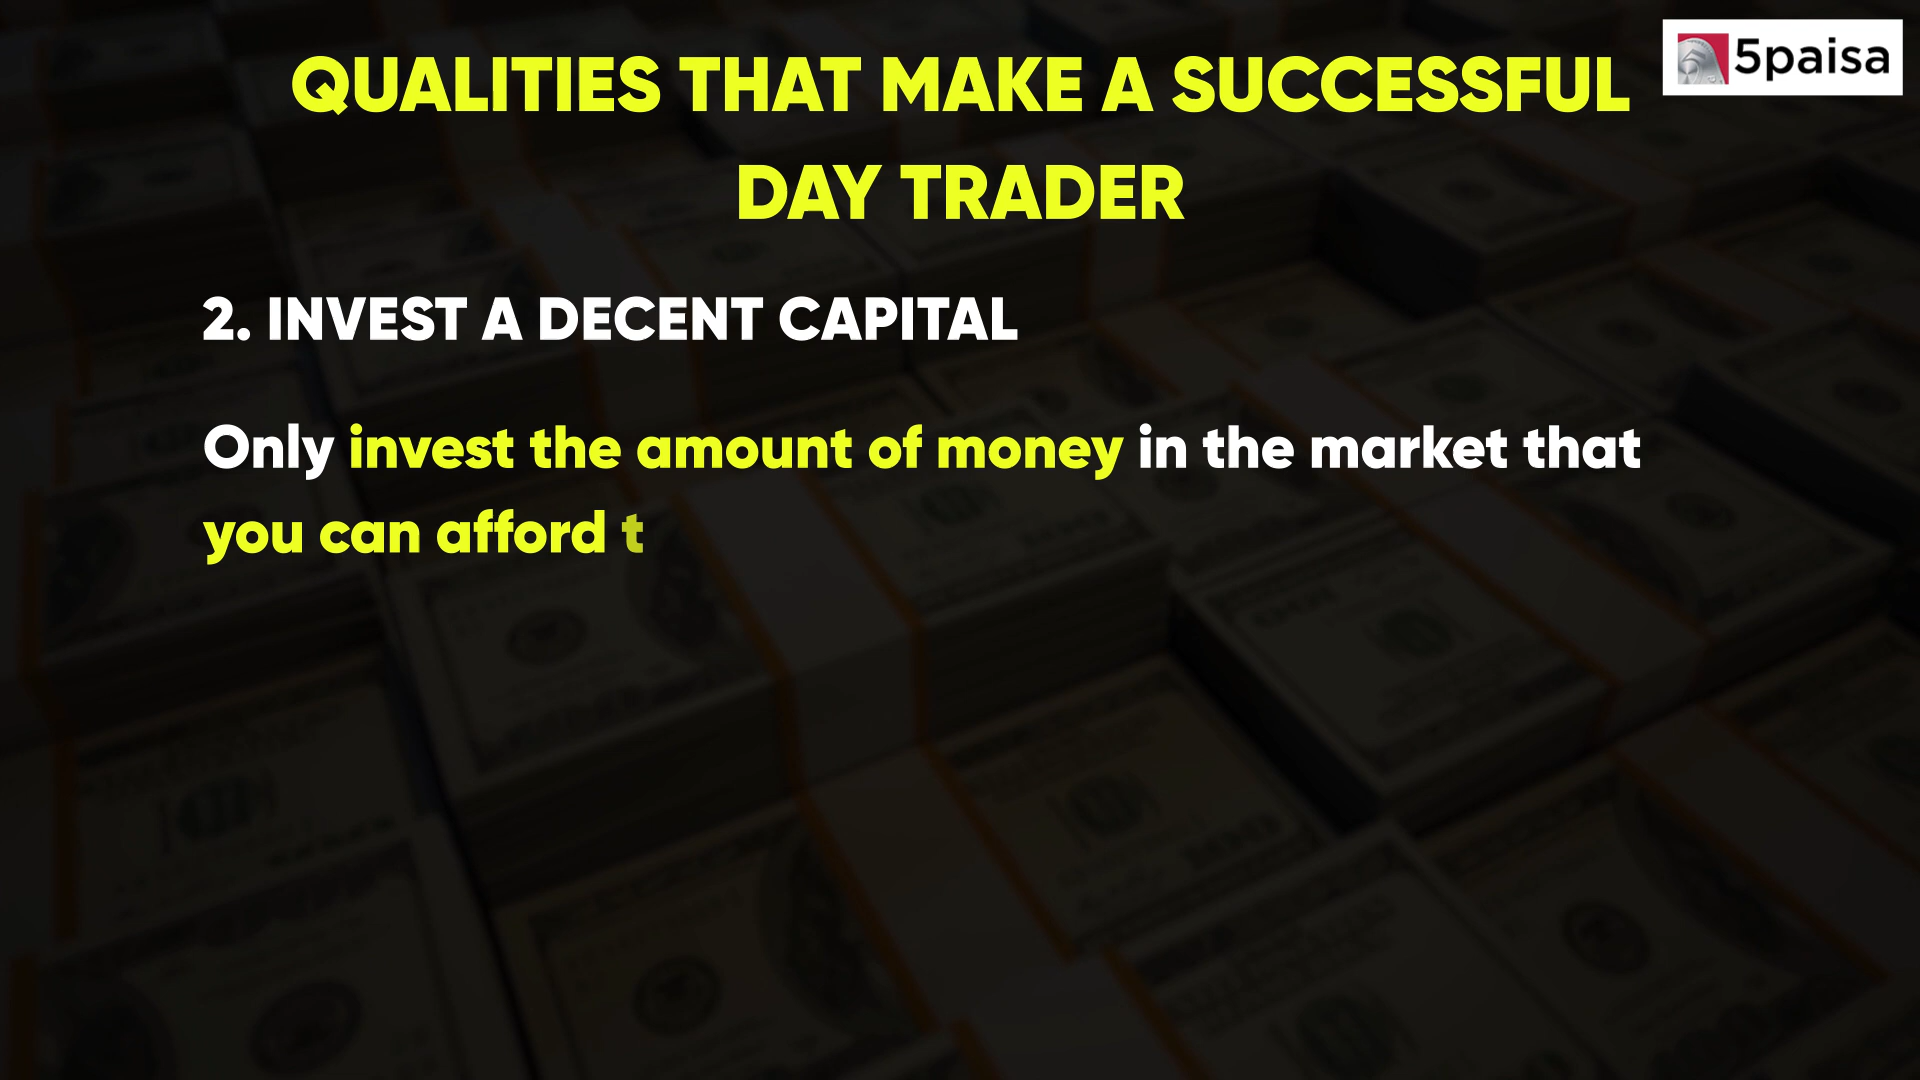 QUALITIES THAT MAKE A SUCCESSFUL
DAY TRADER
5paisa
2. INVEST A DECENT CAPITAL
Only invest the amount of money in the market that
you can afford t